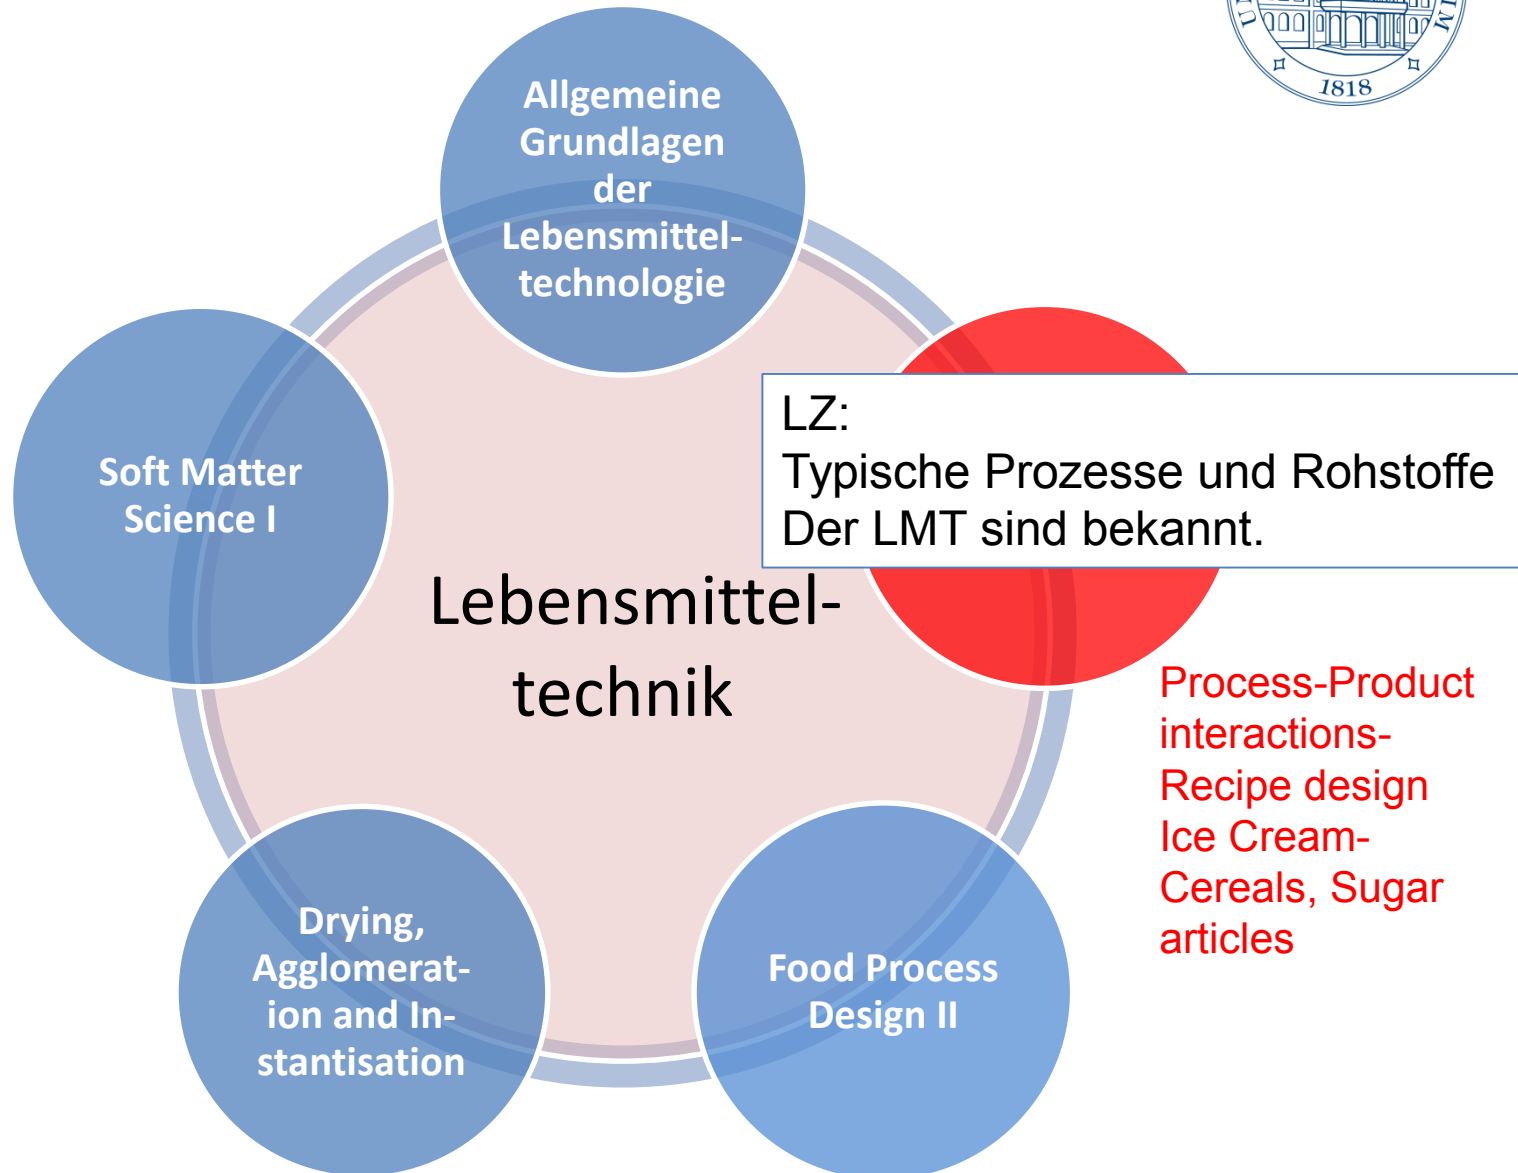 1818
Allgemeine
Grundlagen
der
Lebensmittel-
technologie
LZ:
Typische Prozesse und Rohstoffe
Der LMT sind bekannt.
Soft Matter
Science I
Lebensmittel-
technik
Process-Product
interactions-
Recipe design
Ice Cream-
Cereals, Sugar
articles
Drying,
Agglomerat-
ion and In-
stantisation
Food Process
Design II